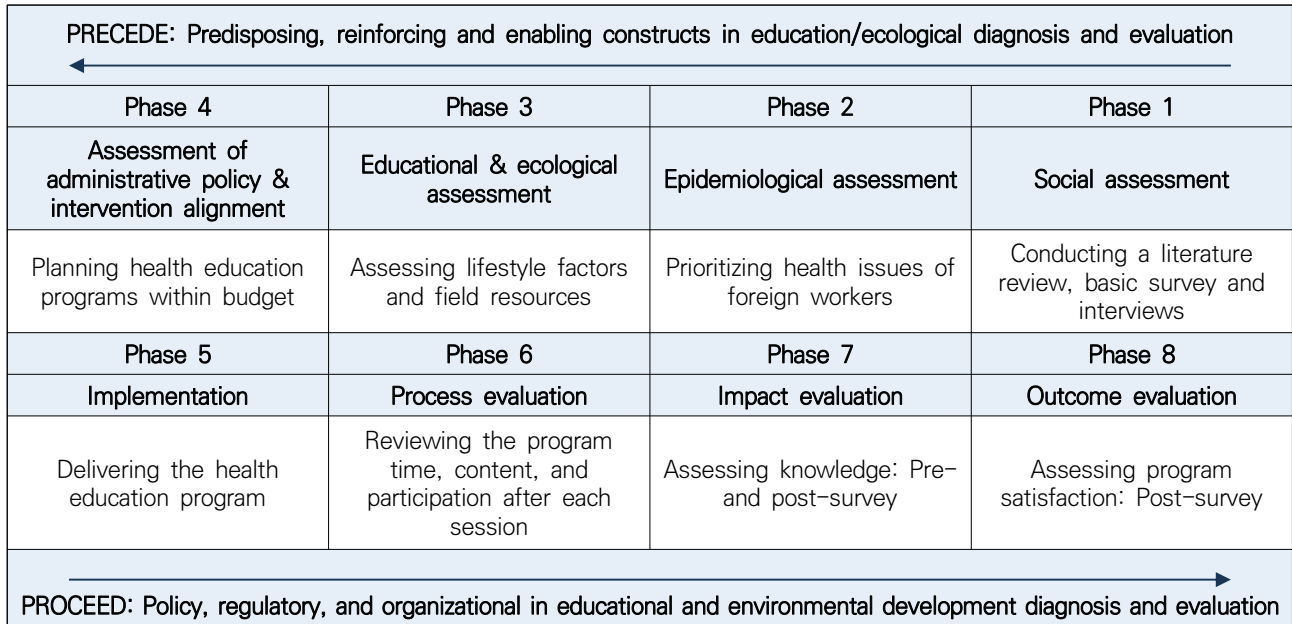 PRECEDE: Predisposing, reinforcing and enabling constructs in education/ecological diagnosis and evaluation
Phase 4
Phase 3
Phase 2
Phase 1
Assessment of
administrative policy &
intervention alignment
Educational & ecological
assessment
Epidemiological assessment
Social assessment
Planning health education
programs within budget
Assessing lifestyle factors
and field resources
Prioritizing health issues of
foreign workers
Conducting a literature
review, basic survey and
interviews
Phase 5
Phase 6
Phase 7
Phase 8
Implementation
Process evaluation
Impact evaluation
Outcome evaluation
Delivering the health
education program
Reviewing the program
time, content, and
participation after each
session
Assessing knowledge: Pre-
and post-survey
Assessing program
satisfaction: Post-survey
PROCEED: Policy, regulatory, and organizational in educational and environmental development diagnosis and evaluation